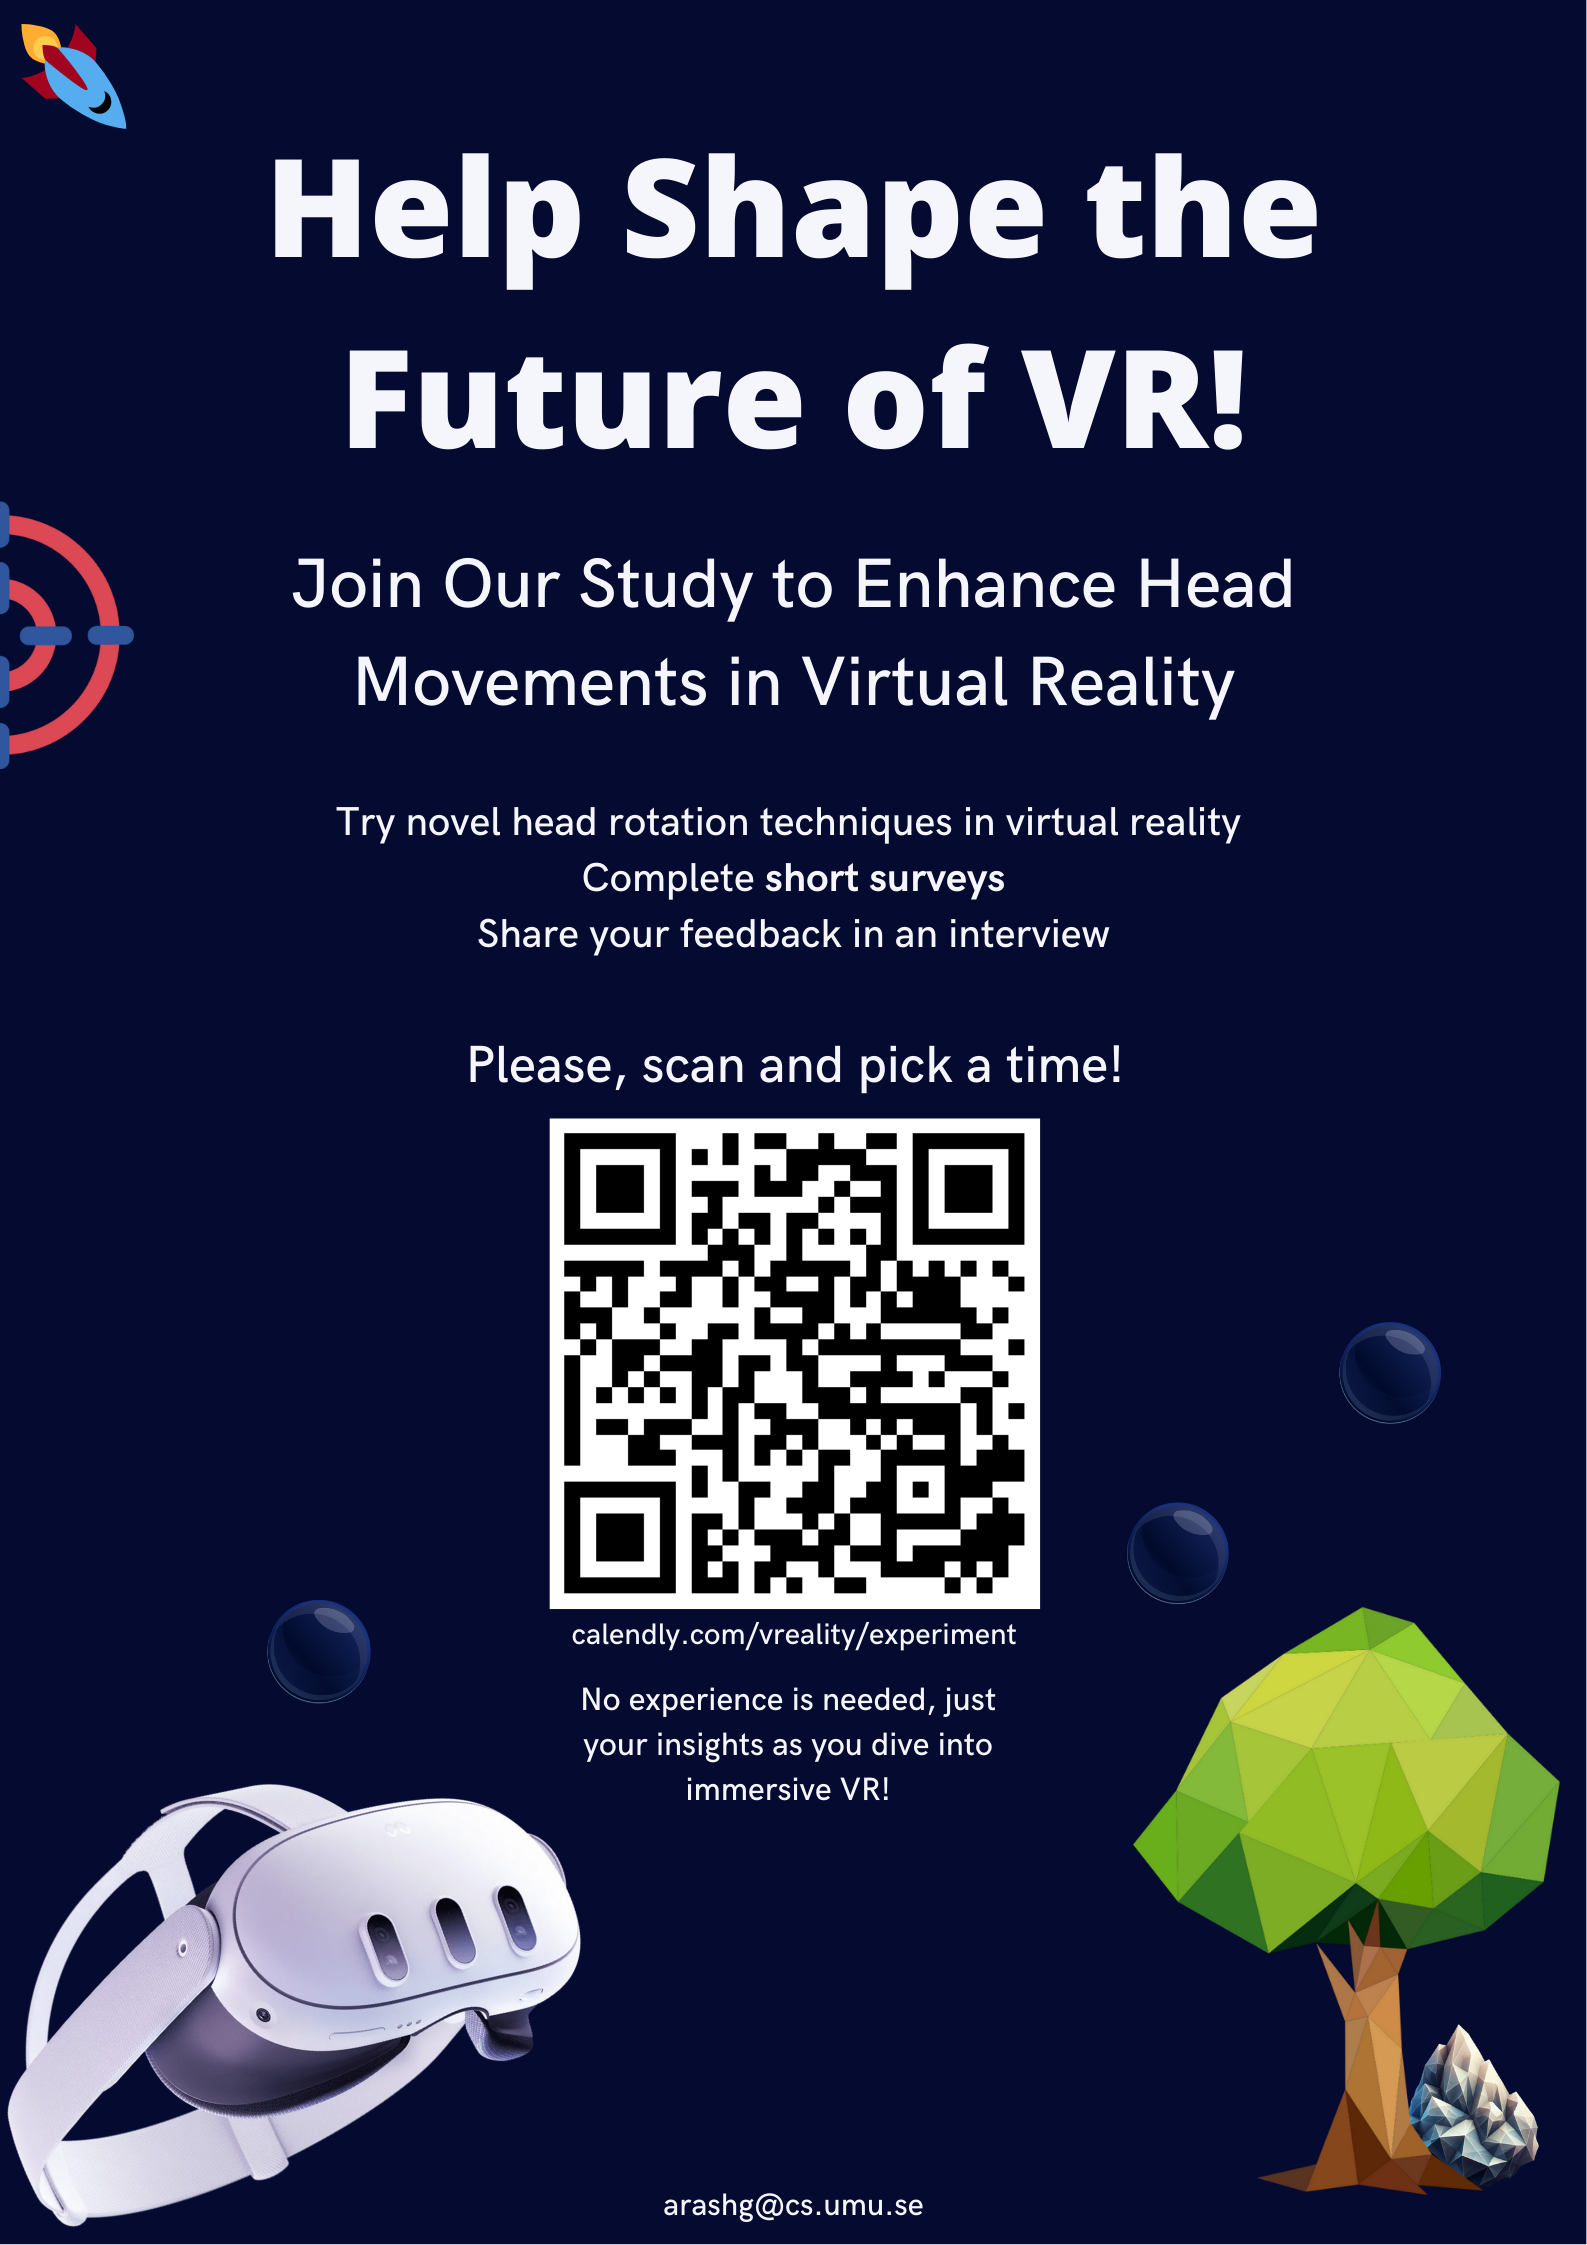 Help Shape the
Future of VR!
Join Our Study to Enhance Head
Movements in Virtual Reality
Try novel head rotation techniques in virtual reality
Complete short surveys
Share your feedback in an interview
Please, scan and pick a time!
calendly.com/vreality/experiment
No experience is needed, just
your insights as you dive into
immersive VR!
arashg@cs.umu.se